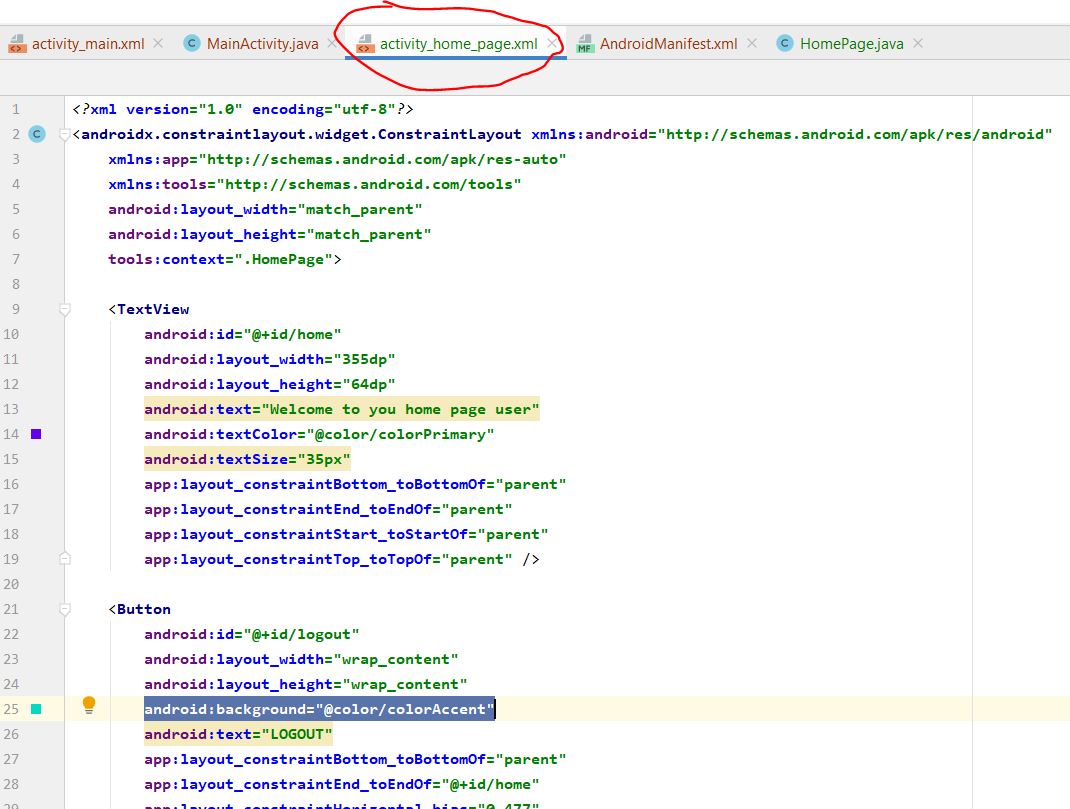 activity_main.xml MainActivity.java activity_home_page.xml AndroidManifest.xml HomePage.java
1 <?xml version="1.0" encoding="utf-8"?>
2 <androidx.constraintlayout.widget.ConstraintLayout xmlns:android="http://schemas.android.com/apk/res/android"
3 xmlns:app="http://schemas.android.com/apk/res-auto"
4 xmlns:tools="http://schemas.android.com/tools"
5 android:layout_width="match_parent"
6 android:layout_height="match_parent"
7 tools:context=".HomePage">
8
9 <TextView
10 android:id="@+id/home"
11 android:layout_width="355dp"
12 android:layout_height="64dp"
13 android:text="Welcome to you home page user"
14 android:textColor="@color/colorPrimary"
15 android:textSize="35px"
16 app:layout_constraintBottom_toBottomOf="parent"
17 app:layout_constraintEnd_toEndOf="parent"
18 app:layout_constraintStart_toStartOf="parent"
19 app:layout_constraintTop_toTopOf="parent" />
20
21 <Button
22 android:id="@+id/logout"
23 android:layout_width="wrap_content"
24 android:layout_height="wrap_content"
25 android:background="@color/colorAccent"
26 android:text="LOGOUT"
27 app:layout_constraintBottom_toBottomOf="parent"
28 app:layout_constraintEnd_toEndOf="@+id/home"
29 app:layout_constraintHorizontal_bias="0.477"